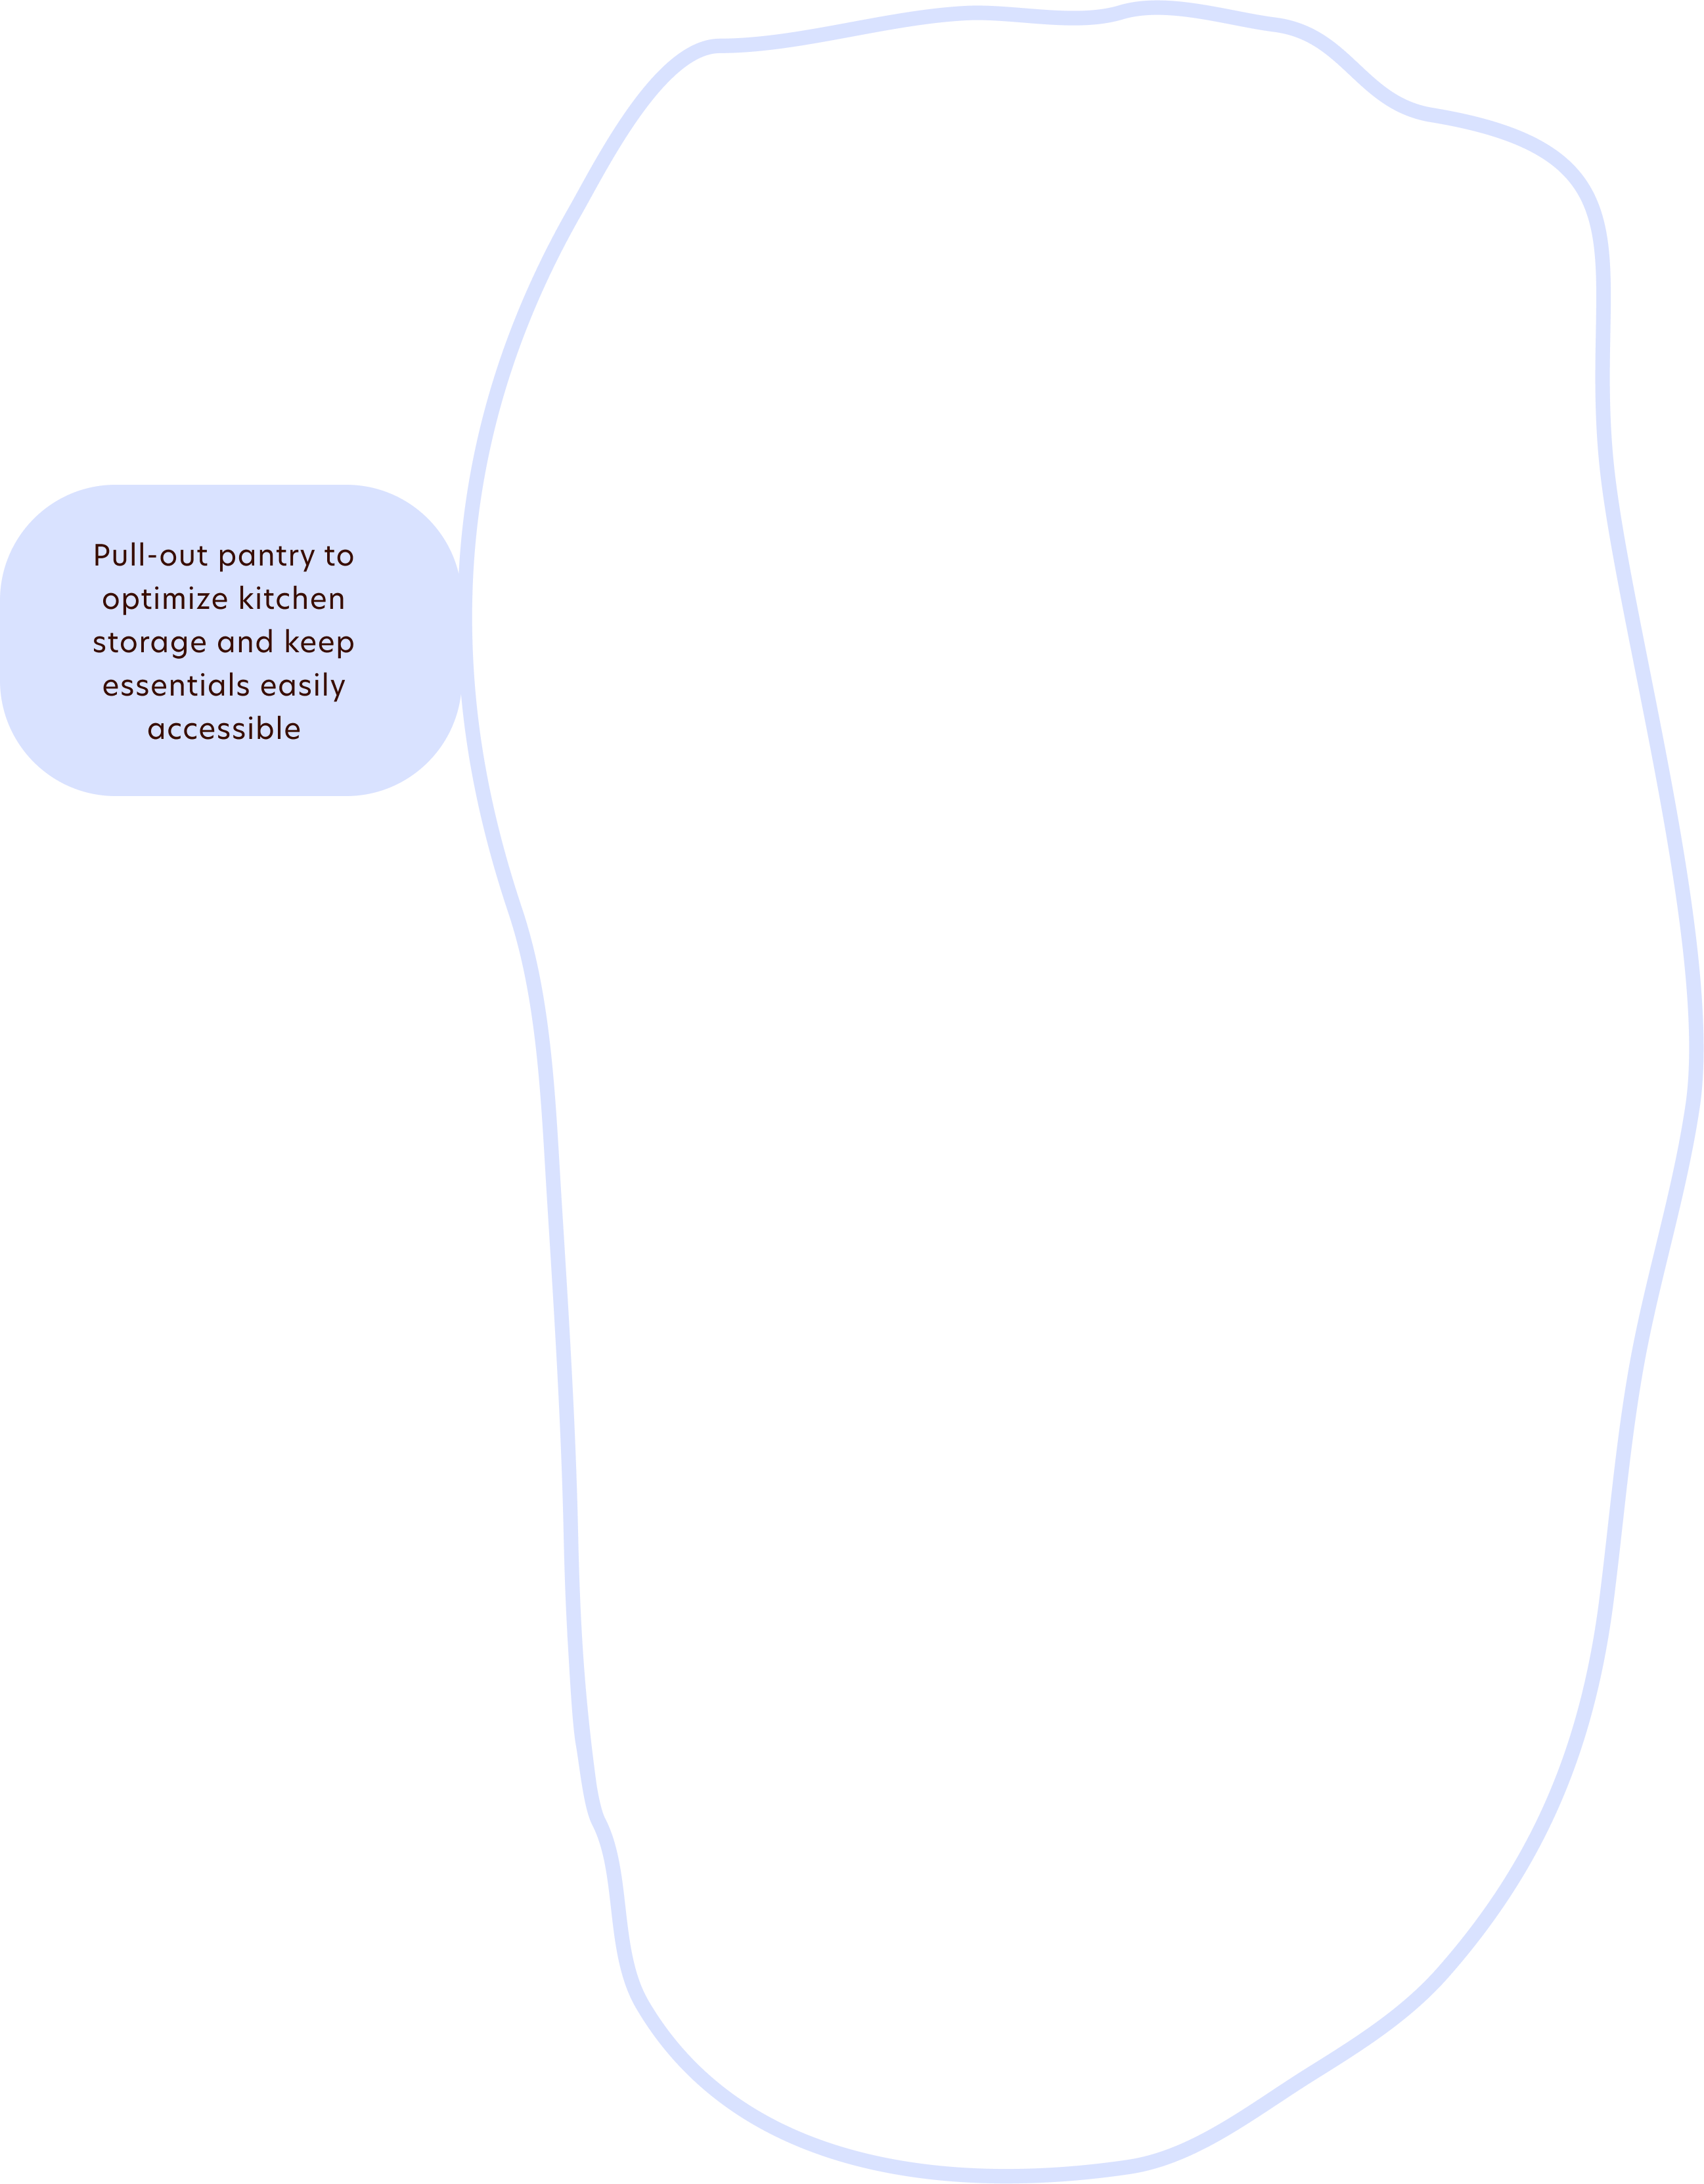 Pull-out pantry to
optimize kitchen
storage and keep
essentials easily
accessible